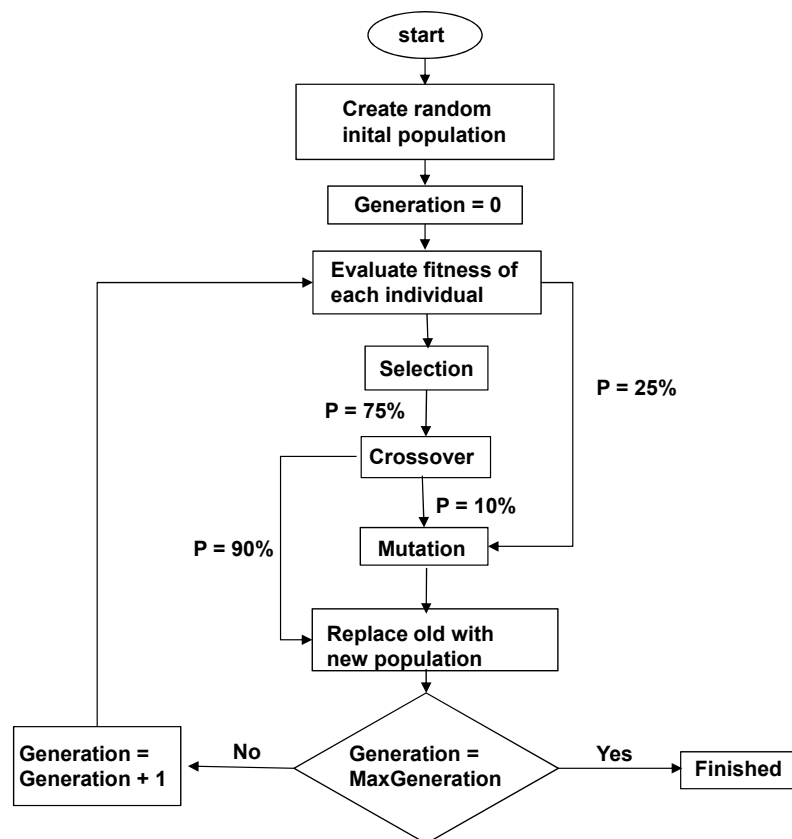 start
Create random
inital population
Generation = 0
Evaluate fitness of
each individual
Selection
P = 25%
P = 75%
Crossover
P = 10%
P = 90%
Mutation
Replace old with
new population
Generation =
Generation + 1
No
Generation =
MaxGeneration
Yes
Finished